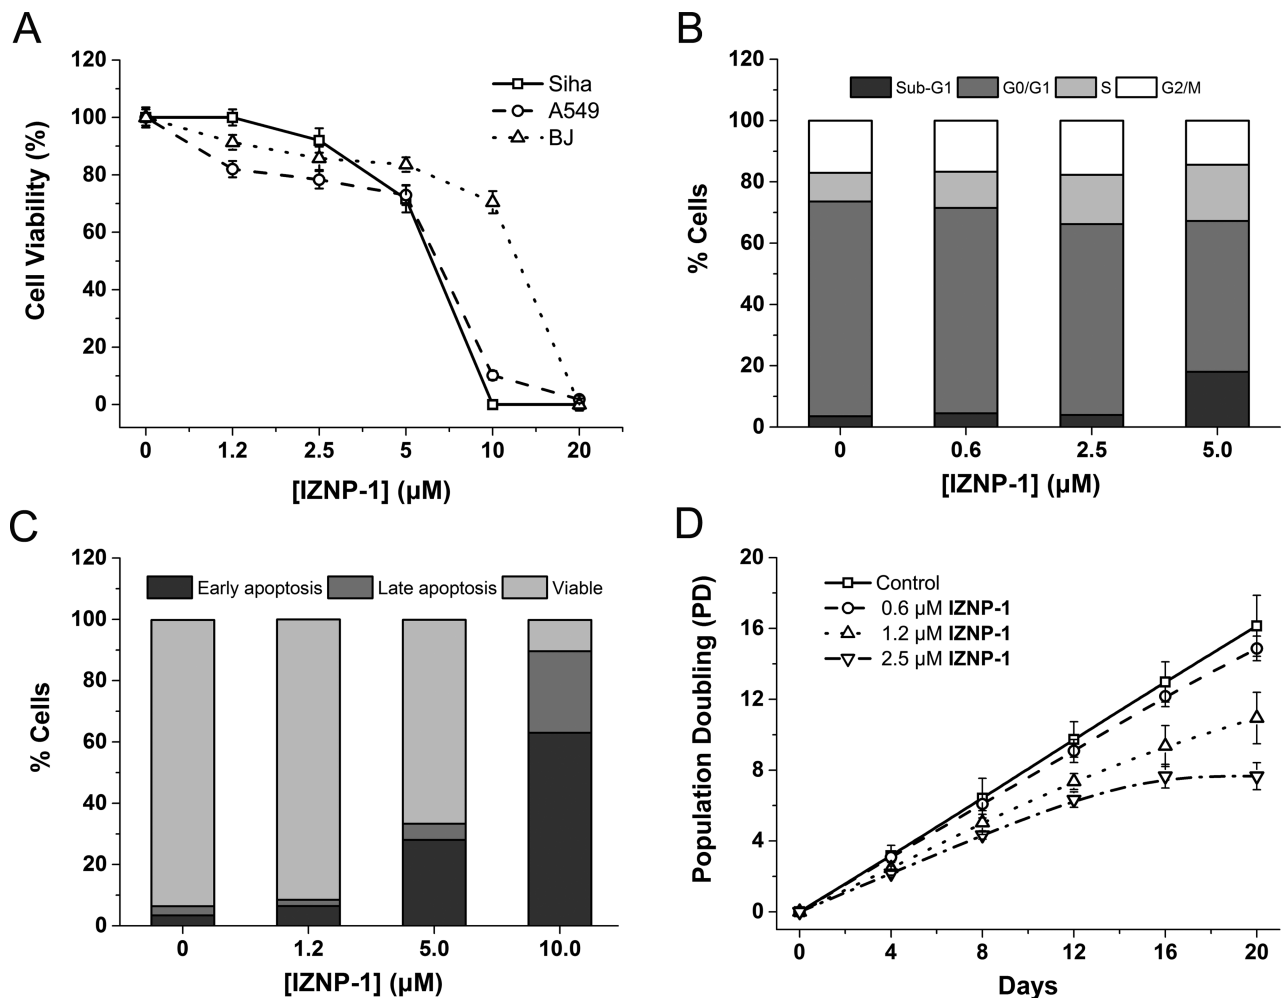 A
120
100
80
60
40
20
0
Cell Viability (%)
Siha
A549
BJ
0 1.2 2.5 5 10 20
[IZNP-1] (µM)
B
120
100
80
60
40
20
0
% Cells
Sub-G1 G0/G1 S G2/M
0 0.6 2.5 5.0
[IZNP-1] (µM)
C
120
100
80
60
40
20
0
% Cells
Early apoptosis Late apoptosis Viable
0 1.2 5.0 10.0
[IZNP-1] (µM)
D
20
16
12
8
4
0
Population Doubling (PD)
Control
0.6 µM IZNP-1
1.2 µM IZNP-1
2.5 µM IZNP-1
0 4 8 12 16 20
Days